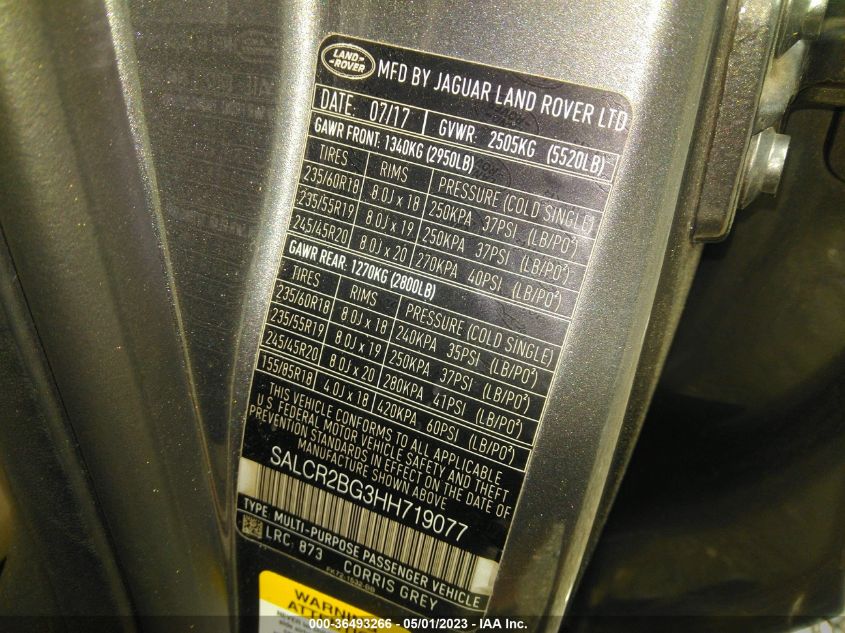 LAND-
-ROVER
MFD BY JAGUAR LAND ROVER LTD
DATE: 07/17 GVWR: 2505KG (5520LB)
GAWR FRONT: 1340KG (2950LB)
TIRES RIMS PRESSURE (COLD SINGLE)
235/60R18 8.0J x 18 250KPA 37PSI (LB/PO²)
235/55R19 8.0J x 19 250KPA 37PSI (LB/PO²)
245/45R20 8.0J x 20 270KPA 40PSI (LB/PO²)
GAWR REAR: 1270KG (2800LB)
TIRES RIMS PRESSURE (COLD SINGLE)
235/60R18 8.0J x 18 240KPA 35PSI (LB/PO²)
235/55R19 8.0J x 19 250KPA 37PSI (LB/PO²)
245/45R20 8.0J x 20 280KPA 41PSI (LB/PO²)
155/85R18 4.0J x 18 420KPA 60PSI (LB/PO²)
THIS VEHICLE CONFORMS TO ALL APPLICABLE
U.S. FEDERAL MOTOR VEHICLE SAFETY AND THEFT
PREVENTION STANDARDS IN EFFECT ON THE DATE OF
MANUFACTURE SHOWN ABOVE
SALCR2BG3HH719077
TYPE: MULTI-PURPOSE PASSENGER VEHICLE
LRC: 873 CORRIS GREY
WARNING
000-36493266 - 05/01/2023 - IAA Inc.